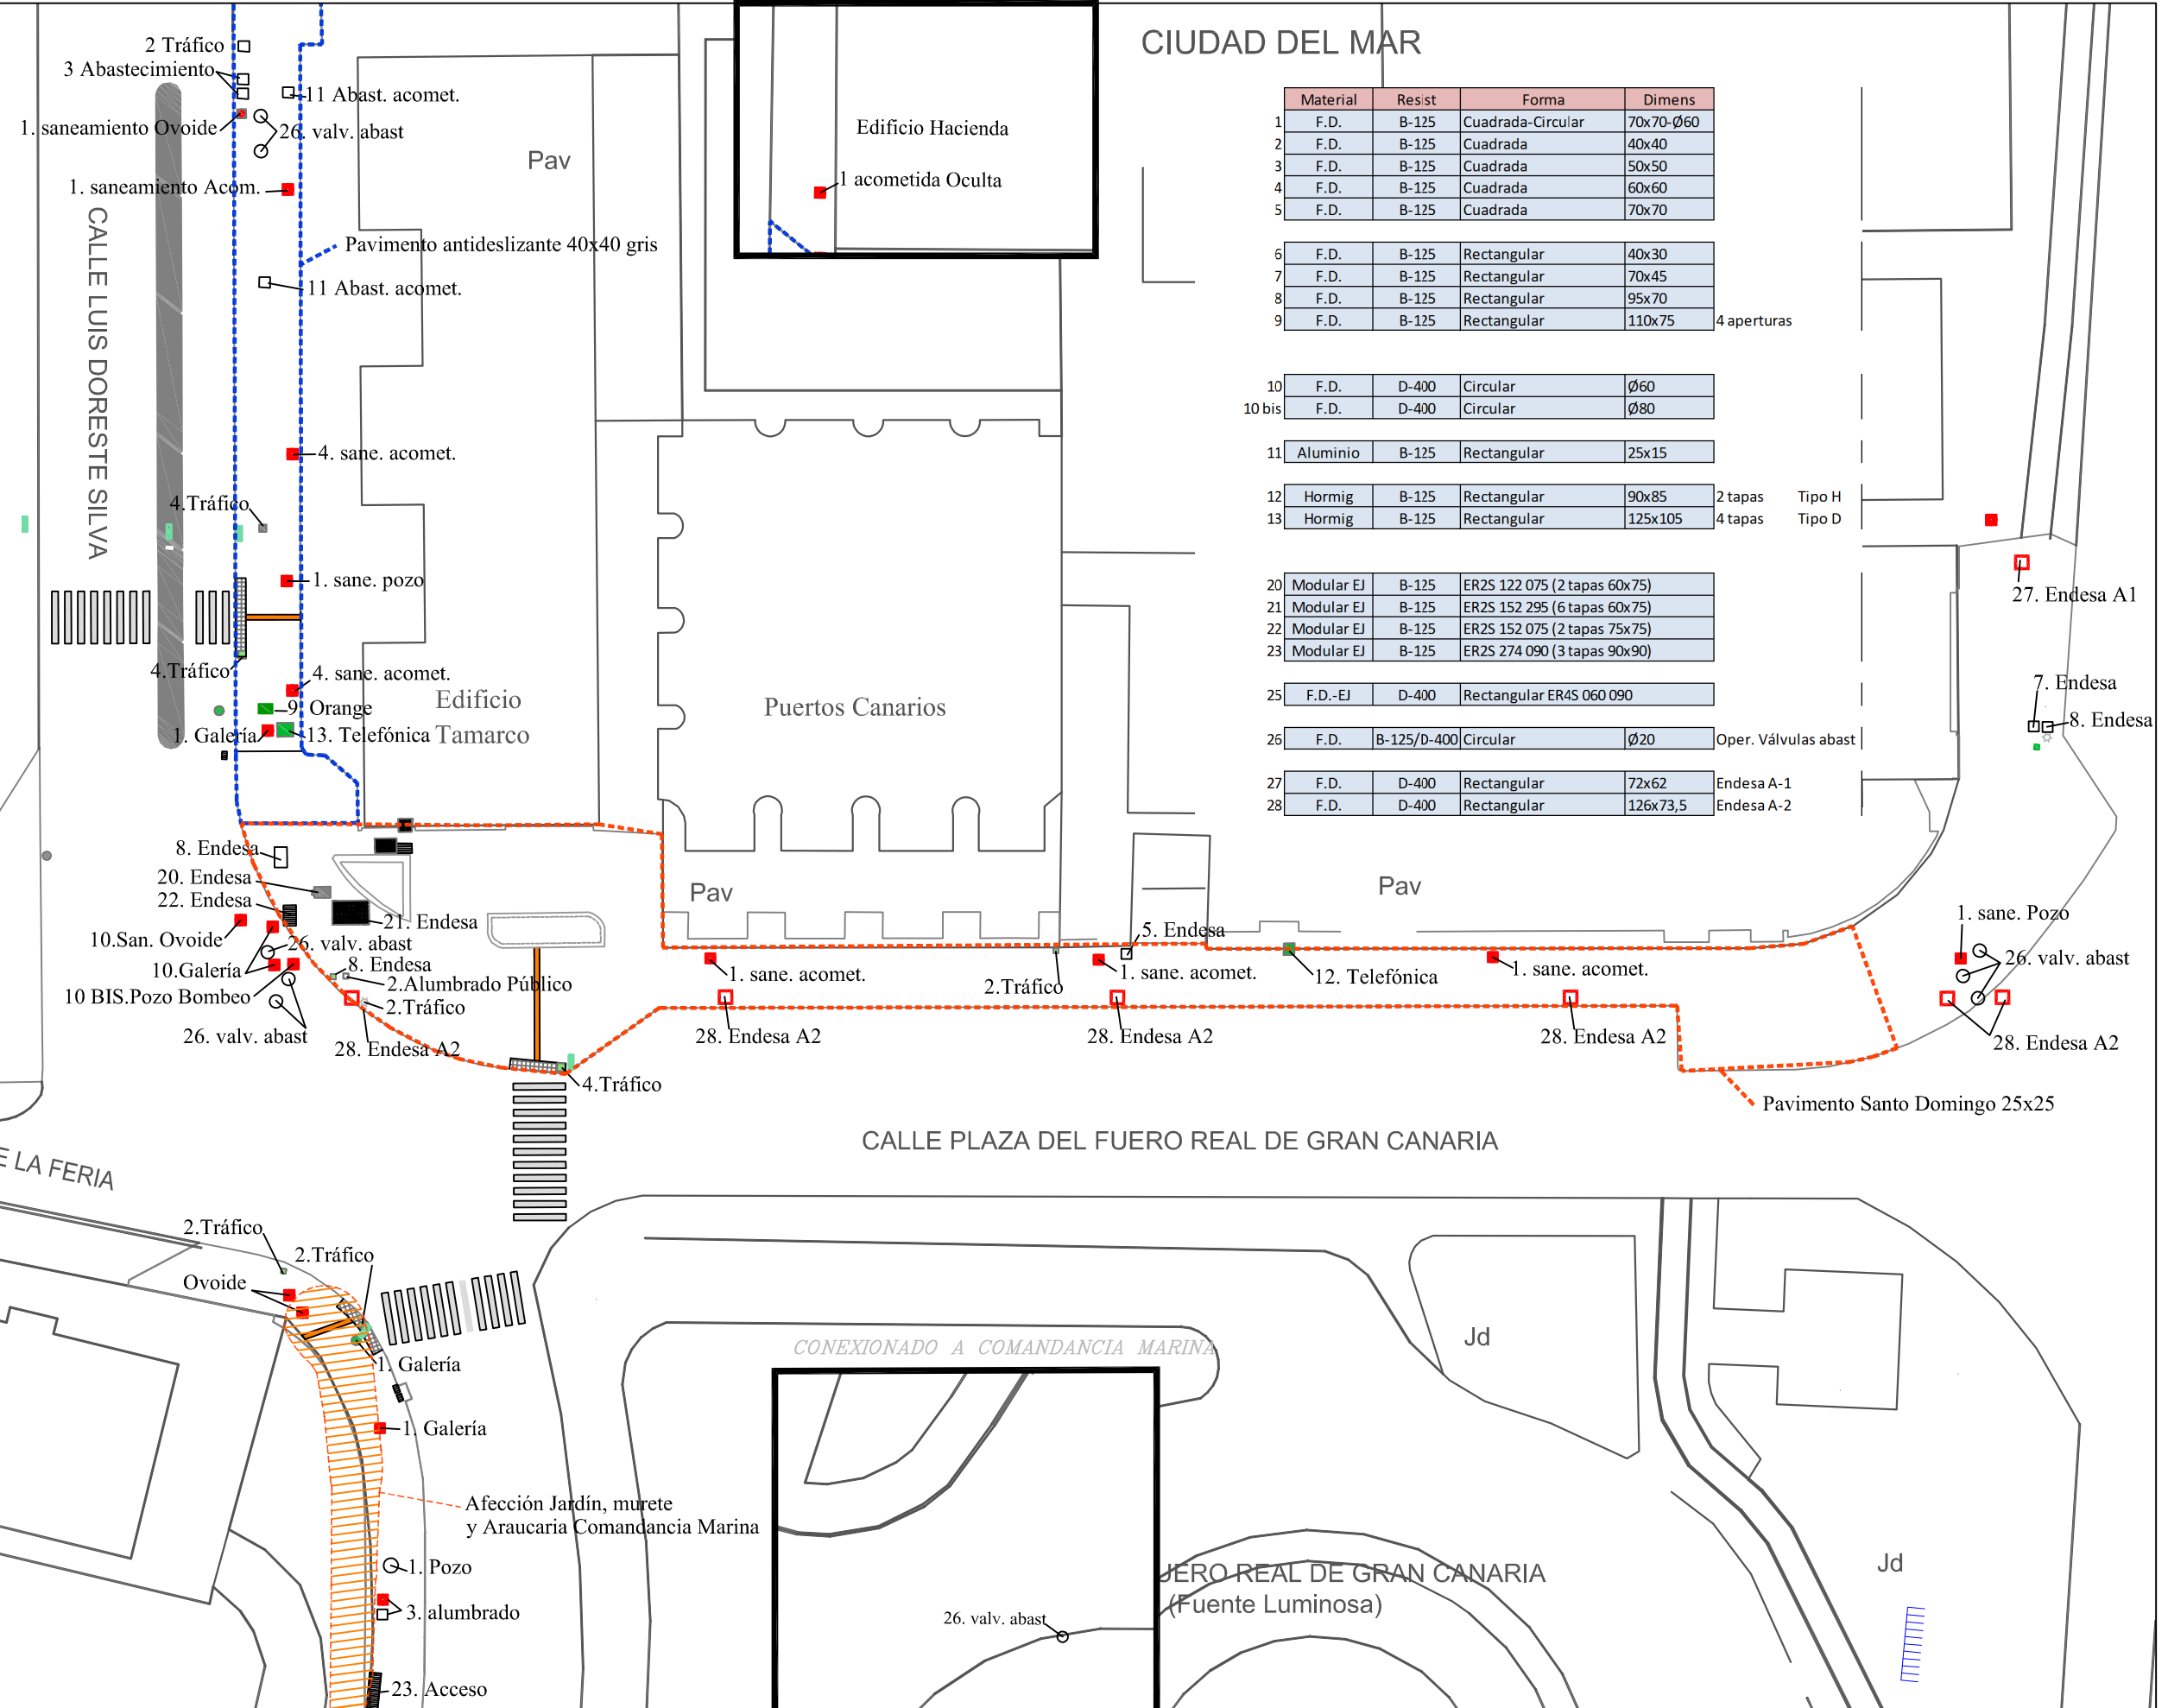 CIUDAD DEL MAR
2 Tráfico
3 Abastecimiento
11 Abast. acomet.
1. saneamiento Ovoide
26. valv. abast
1. saneamiento Acom.
CALLE LUIS DORESTE SILVA
Pavimento antideslizante 40x40 gris
11 Abast. acomet.
4. sane. acomet.
4.Tráfico
1. sane. pozo
4.Tráfico
4. sane. acomet.
9 Orange
1. Galería
13. Telefónica
Pav
Edificio
Tamarco
Edificio Hacienda
1 acometida Oculta
Puertos Canarios
Material Resist Forma Dimens
1 F.D. B-125 Cuadrada-Circular 70x70-Ø60
2 F.D. B-125 Cuadrada 40x40
3 F.D. B-125 Cuadrada 50x50
4 F.D. B-125 Cuadrada 60x60
5 F.D. B-125 Cuadrada 70x70
6 F.D. B-125 Rectangular 40x30
7 F.D. B-125 Rectangular 70x45
8 F.D. B-125 Rectangular 95x70
9 F.D. B-125 Rectangular 110x75 4 aperturas
10 F.D. D-400 Circular Ø60
10 bis F.D. D-400 Circular Ø80
11 Aluminio B-125 Rectangular 25x15
12 Hormig B-125 Rectangular 90x85 2 tapas Tipo H
13 Hormig B-125 Rectangular 125x105 4 tapas Tipo D
20 Modular EJ B-125 ER2S 122 075 (2 tapas 60x75)
21 Modular EJ B-125 ER2S 152 295 (6 tapas 60x75)
22 Modular EJ B-125 ER2S 152 075 (2 tapas 75x75)
23 Modular EJ B-125 ER2S 274 090 (3 tapas 90x90)
25 F.D.-EJ D-400 Rectangular ER4S 060 090
26 F.D. B-125/D-400 Circular Ø20 Oper. Válvulas abast
27 F.D. D-400 Rectangular 72x62 Endesa A-1
28 F.D. D-400 Rectangular 126x73,5 Endesa A-2
27. Endesa A1
7. Endesa
8. Endesa
8. Endesa
20. Endesa
22. Endesa
21. Endesa
10.San. Ovoide
26. valv. abast
10.Galería
8. Endesa
2.Alumbrado Público
10 BIS.Pozo Bombeo
2.Tráfico
26. valv. abast
28. Endesa A2
4.Tráfico
Pav
1. sane. acomet.
28. Endesa A2
2.Tráfico
5. Endesa
1. sane. acomet.
28. Endesa A2
12. Telefónica
Pav
1. sane. acomet.
28. Endesa A2
1. sane. Pozo
26. valv. abast
28. Endesa A2
Pavimento Santo Domingo 25x25
CALLE PLAZA DEL FUERO REAL DE GRAN CANARIA
E LA FERIA
2.Tráfico
2.Tráfico
Ovoide
1. Galería
1. Galería
Afección Jardín, murete
y Araucaria Comandancia Marina
1. Pozo
3. alumbrado
23. Acceso
CONEXIONADO A COMANDANCIA MARINA
26. valv. abast
Jd
UERO REAL DE GRAN CANARIA
(Fuente Luminosa)
Jd